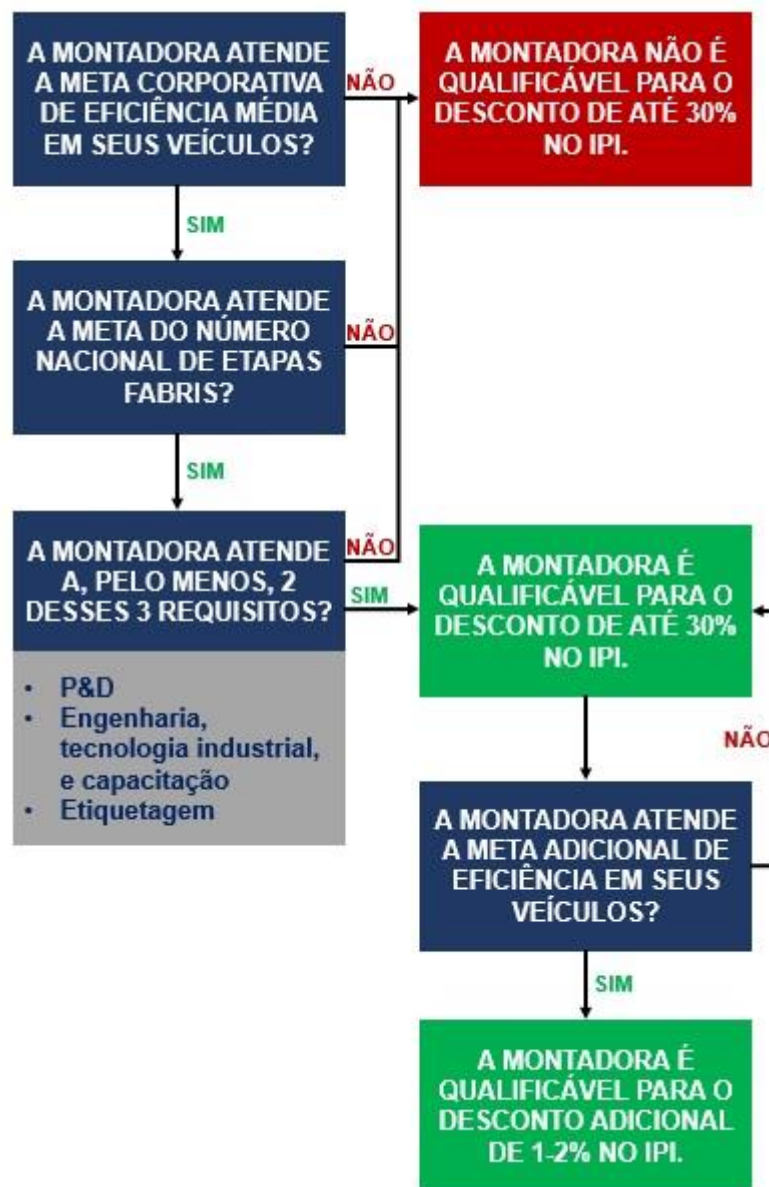 A MONTADORA ATENDE
A META CORPORATIVA
DE EFICIÊNCIA MÉDIA
EM SEUS VEÍCULOS?
NÃO
A MONTADORA NÃO É
QUALIFICÁVEL PARA O
DESCONTO DE ATÉ 30%
NO IPI.
SIM
A MONTADORA ATENDE
A META DO NÚMERO
NACIONAL DE ETAPAS
FABRIS?
NÃO
SIM
A MONTADORA ATENDE
A, PELO MENOS, 2
DESSES 3 REQUISITOS?
NÃO
SIM
• P&D
• Engenharia,
tecnologia industrial,
e capacitação
• Etiquetagem
A MONTADORA É
QUALIFICÁVEL PARA O
DESCONTO DE ATÉ 30%
NO IPI.
NÃO
A MONTADORA ATENDE
A META ADICIONAL DE
EFICIÊNCIA EM SEUS
VEÍCULOS?
SIM
A MONTADORA É
QUALIFICÁVEL PARA O
DESCONTO ADICIONAL
DE 1-2% NO IPI.